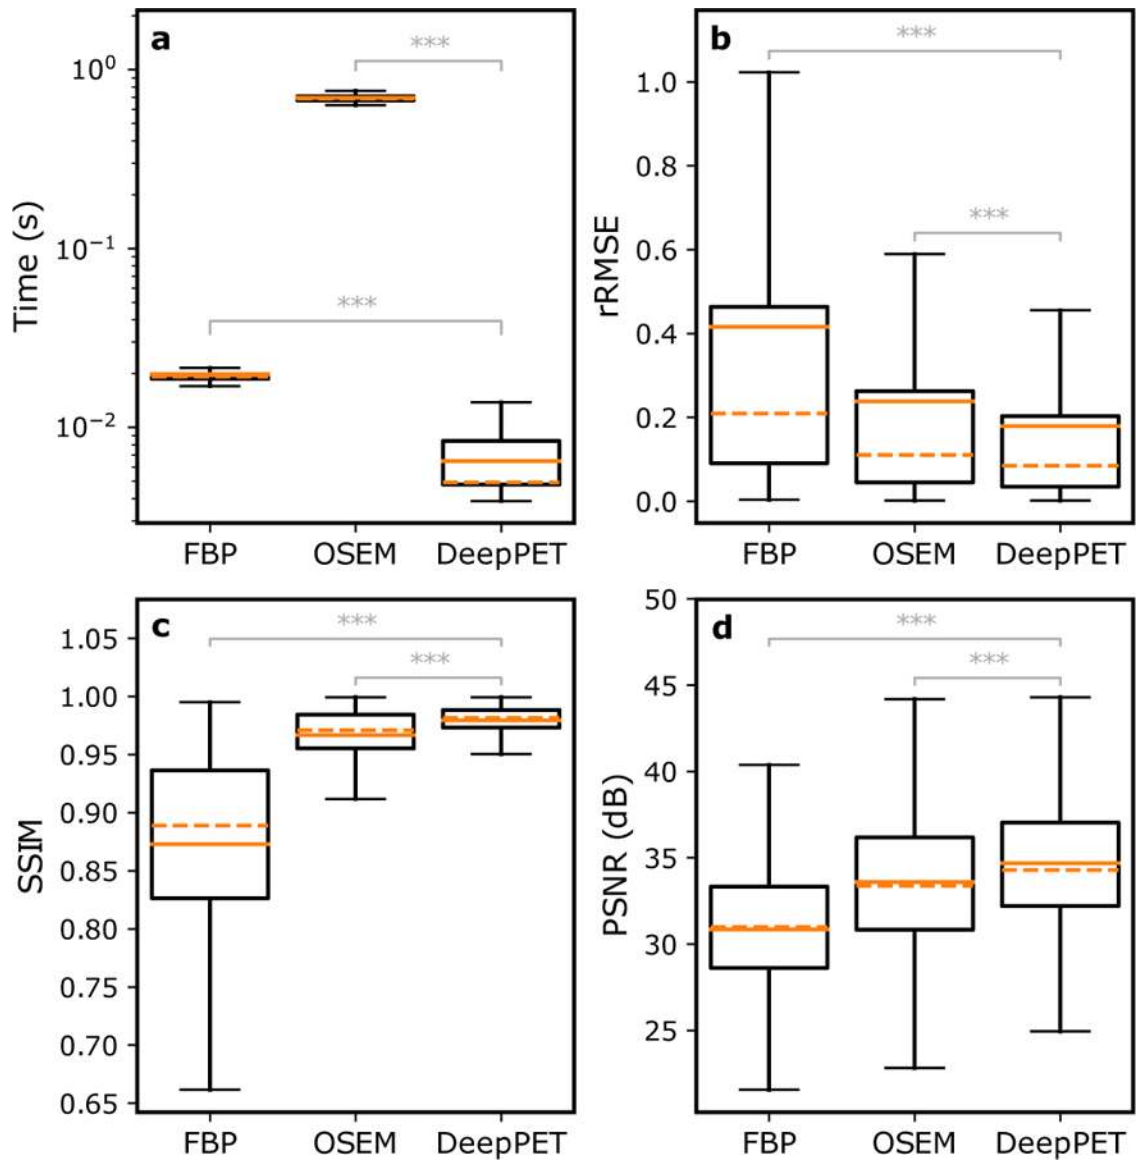 a
***
***
10⁰
10⁻¹
10⁻²
Time (s)
FBP OSEM DeepPET
b
***
***
1.0
0.8
0.6
0.4
0.2
0.0
rRMSE
FBP OSEM DeepPET
c
***
***
1.05
1.00
0.95
0.90
0.85
0.80
0.75
0.70
0.65
SSIM
FBP OSEM DeepPET
d
***
***
50
45
40
35
30
25
PSNR (dB)
FBP OSEM DeepPET